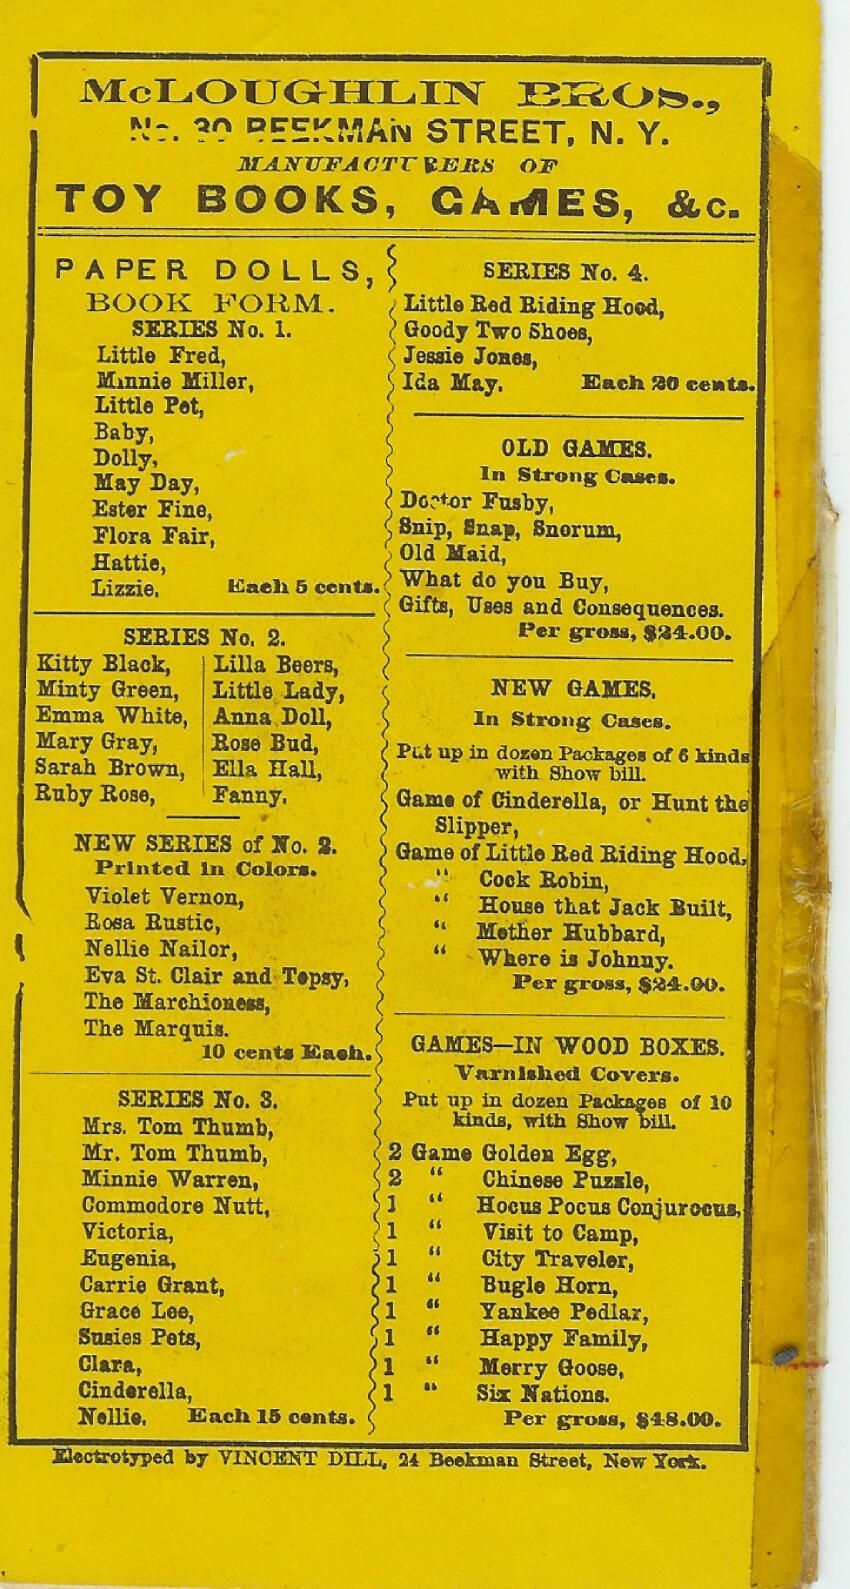 McLOUGHLIN BROS.,
No. 30 BEEKMAN STREET, N. Y.
MANUFACTURERS OF
TOY BOOKS, GAMES, &c.
PAPER DOLLS,
BOOK FORM.
SERIES No. 1.
Little Fred,
Minnie Miller,
Little Pet,
Baby,
Dolly,
May Day,
Ester Fine,
Flora Fair,
Hattie,
Lizzie. Each 5 cents.
SERIES No. 2.
Kitty Black,
Minty Green,
Emma White,
Mary Gray,
Sarah Brown,
Ruby Rose,
Lilla Beers,
Little Lady,
Anna Doll,
Rose Bud,
Ella Hall,
Fanny.
NEW SERIES of No. 2.
Printed in Colors.
Violet Vernon,
Rosa Rustic,
Nellie Nailor,
Eva St. Clair and Topsy,
The Marchioness,
The Marquis.
10 cents Each.
SERIES No. 3.
Mrs. Tom Thumb,
Mr. Tom Thumb,
Minnie Warren,
Commodore Nutt,
Victoria,
Eugenia,
Carrie Grant,
Grace Lee,
Susies Pets,
Clara,
Cinderella,
Nellie. Each 15 cents.
SERIES No. 4.
Little Red Riding Hood,
Goody Two Shoes,
Jessie Jones,
Ida May. Each 20 cents.
OLD GAMES.
In Strong Cases.
Doctor Fusby,
Snip, Snap, Snorum,
Old Maid,
What do you Buy,
Gifts, Uses and Consequences.
Per gross, $24.00.
NEW GAMES.
In Strong Cases.
Put up in dozen Packages of 6 kinds
with Show bill.
Game of Cinderella, or Hunt the
Slipper,
Game of Little Red Riding Hood,
" Cock Robin,
" House that Jack Built,
" Mother Hubbard,
" Where is Johnny.
Per gross, $24.00.
GAMES—IN WOOD BOXES.
Varnished Covers.
Put up in dozen Packages of 10
kinds, with Show bill.
2 Game Golden Egg,
2 " Chinese Puzzle,
1 " Hocus Pocus Conjurocus,
1 " Visit to Camp,
1 " City Traveler,
1 " Bugle Horn,
1 " Yankee Pedlar,
1 " Happy Family,
1 " Merry Goose,
1 " Six Nations.
Per gross, $48.00.
Electrotyped by VINCENT DILL, 24 Beekman Street, New York.